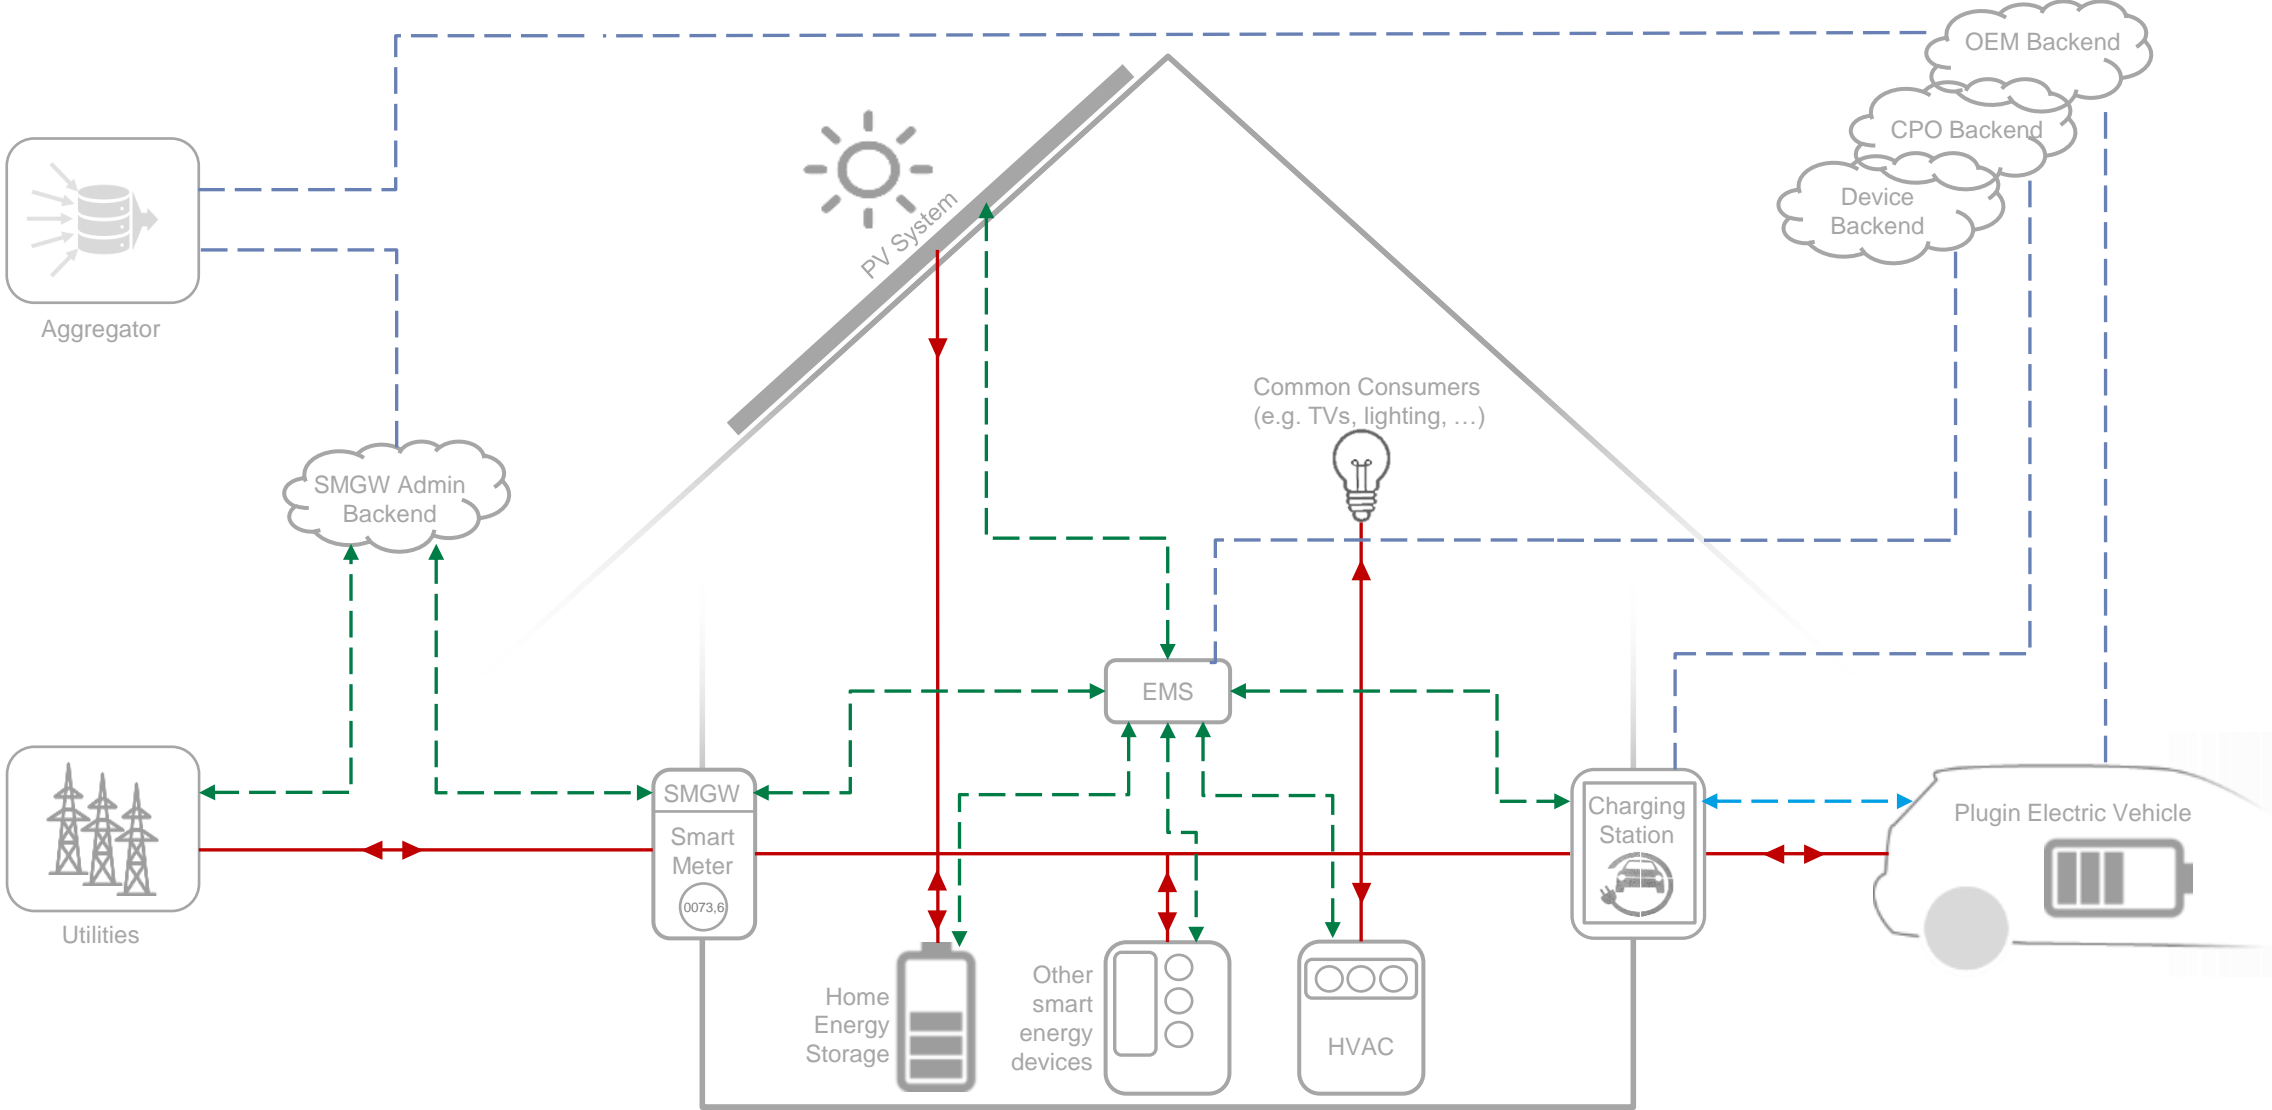 OEM Backend
CPO Backend
Device
Backend
PV System
Aggregator
Common Consumers
(e.g. TVs, lighting, …)
SMGW Admin
Backend
EMS
SMGW
Smart
Meter
0073,6
Charging
Station
Plugin Electric Vehicle
Utilities
Home
Energy
Storage
Other
smart
energy
devices
HVAC